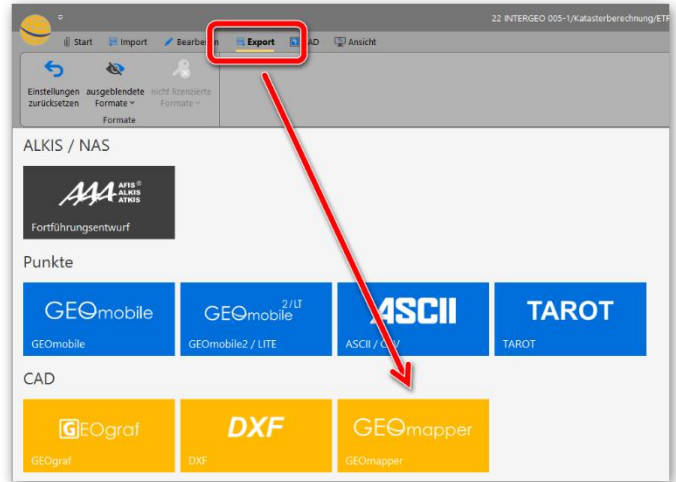 22 INTERGEO 005-1/Katasterberechnung/ETR
Start Import Bearbeiten Export CAD Ansicht
Einstellungen zurücksetzen
ausgeblendete Formate
nicht lizenzierte Formate
Formate
ALKIS / NAS
AAA AFIS® ALKIS ATKIS
Fortführungsentwurf
Punkte
GEOmobile
GEOmobile
GEOmobile 2/LT
GEOmobile2 / LITE
ASCII
ASCII / CSV
TAROT
TAROT
CAD
GEOgraf
GEOgraf
DXF
DXF
GEOmapper
GEOmapper